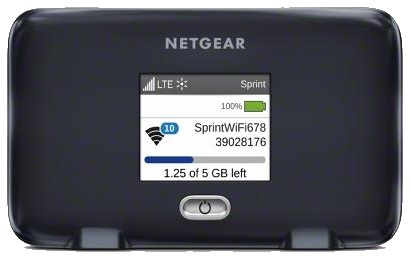 NETGEAR
LTE Sprint
100%
10 SprintWiFi678
39028176
1.25 of 5 GB left